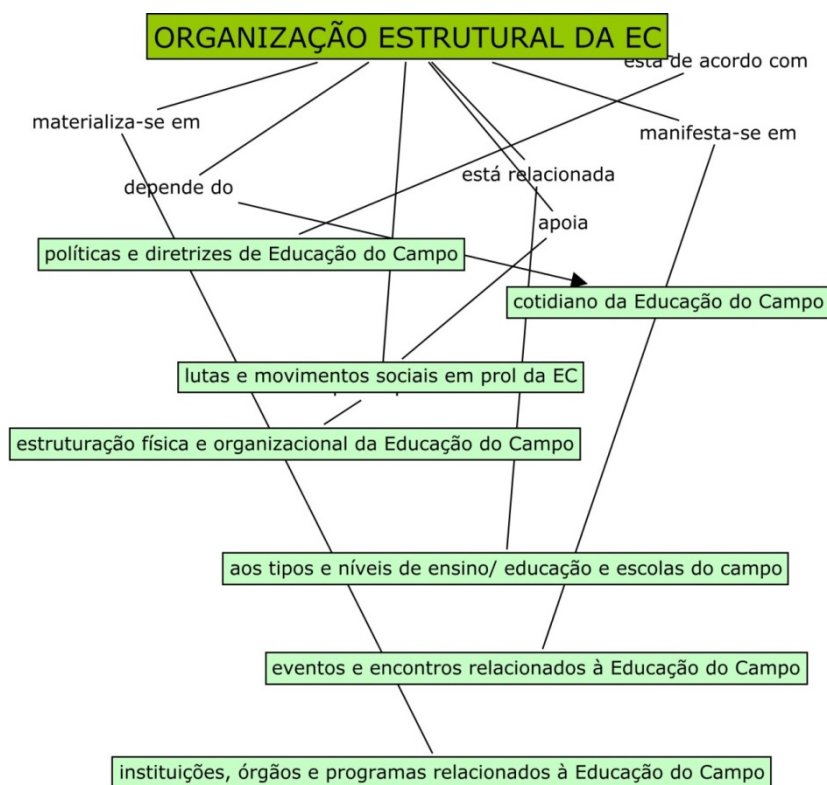 ORGANIZAÇÃO ESTRUTURAL DA EC
está de acordo com
materializa-se em
manifesta-se em
está relacionada
depende do
apoia
políticas e diretrizes de Educação do Campo
cotidiano da Educação do Campo
lutas e movimentos sociais em prol da EC
estruturação física e organizacional da Educação do Campo
aos tipos e níveis de ensino/ educação e escolas do campo
eventos e encontros relacionados à Educação do Campo
instituições, órgãos e programas relacionados à Educação do Campo